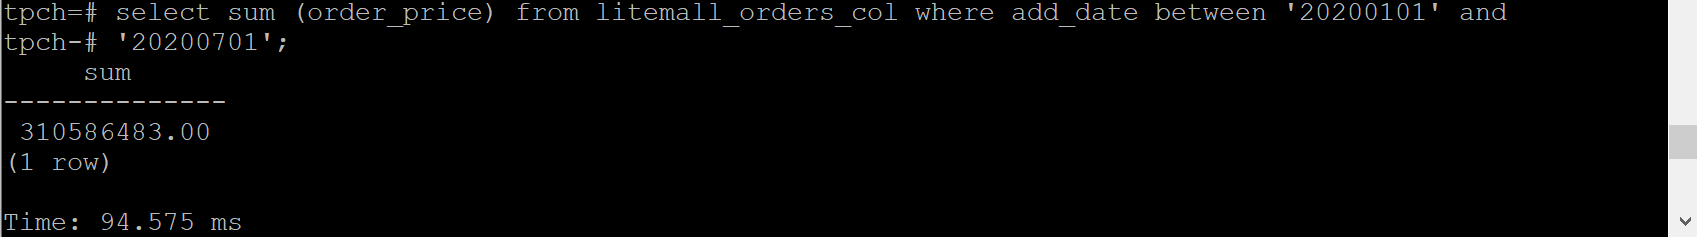 tpch=# select sum (order_price) from litemall_orders_col where add_date between '20200101' and
tpch-# '20200701';
     sum
--------------
 310586483.00
(1 row)

Time: 94.575 ms